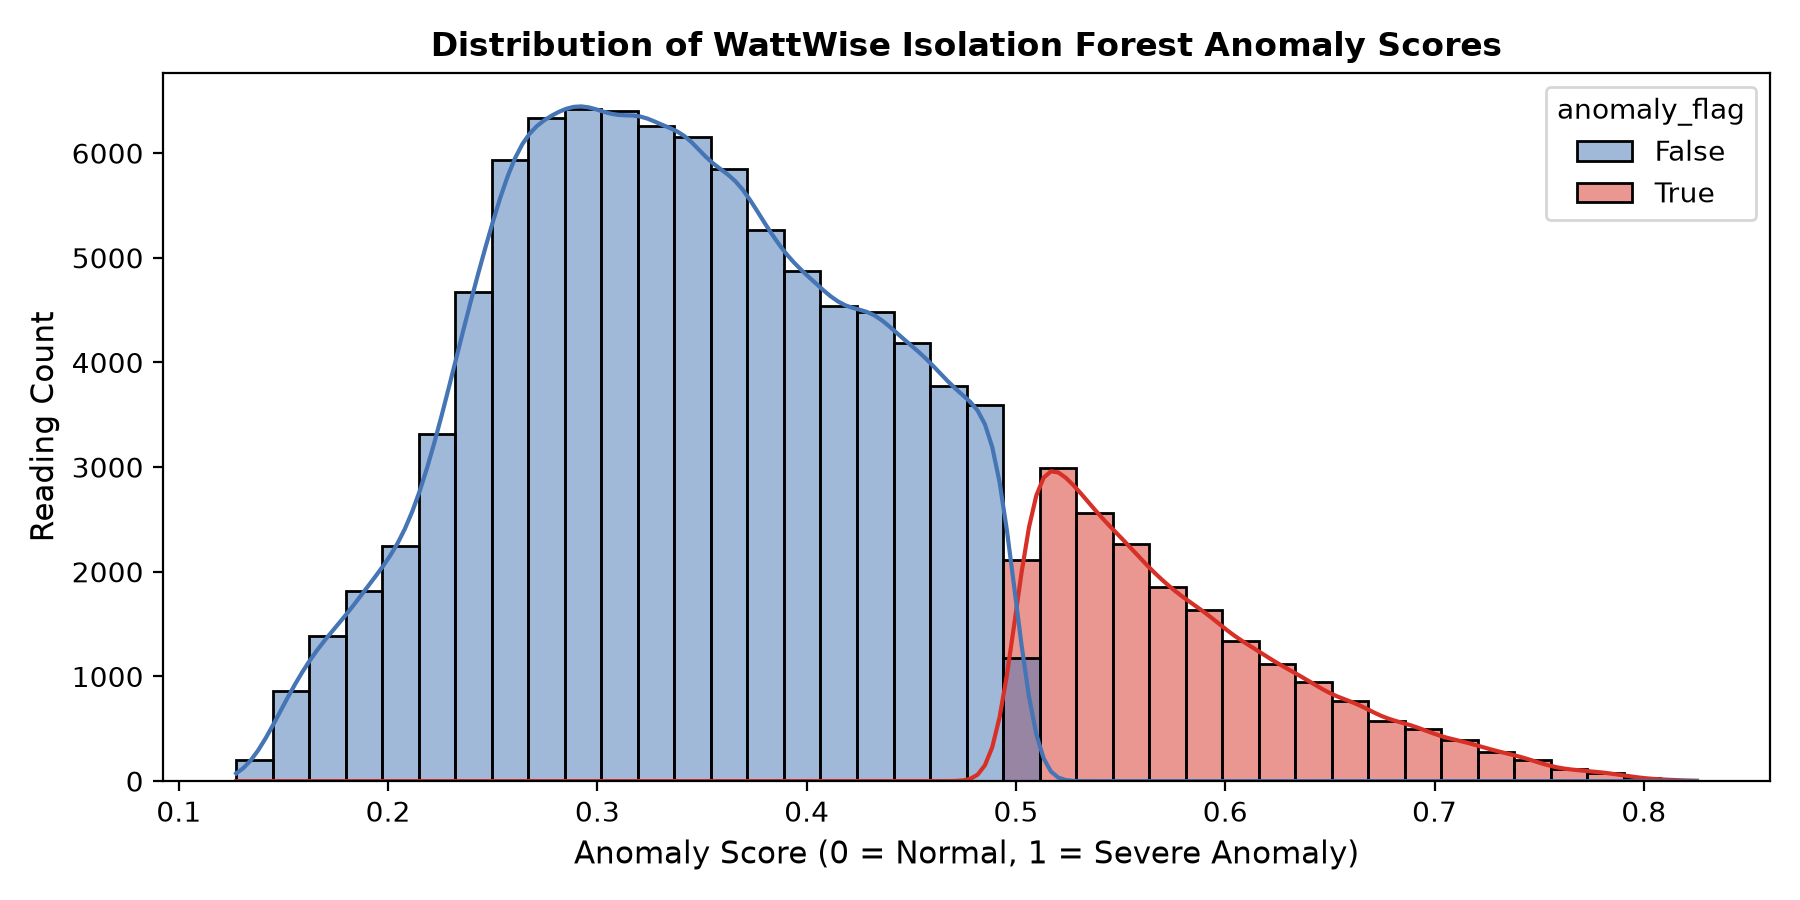 Distribution of WattWise Isolation Forest Anomaly Scores
anomaly_flag
False
True
Reading Count
6000
5000
4000
3000
2000
1000
0
0.1 0.2 0.3 0.4 0.5 0.6 0.7 0.8
Anomaly Score (0 = Normal, 1 = Severe Anomaly)